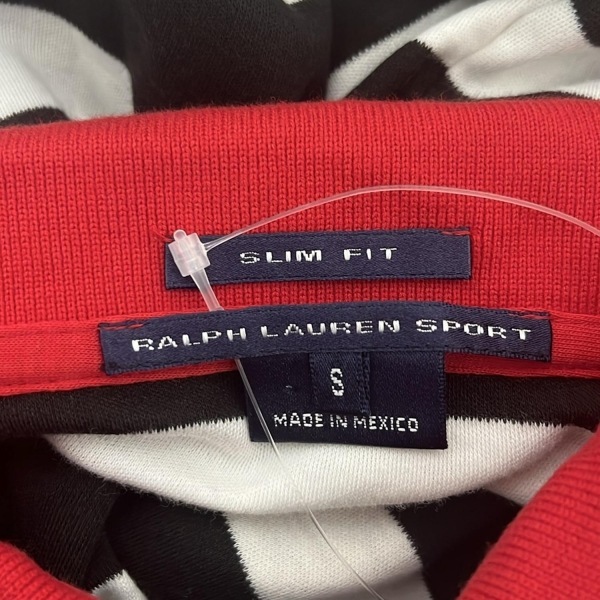 SLIM FIT
RALPH LAUREN SPORT
S
MADE IN MEXICO